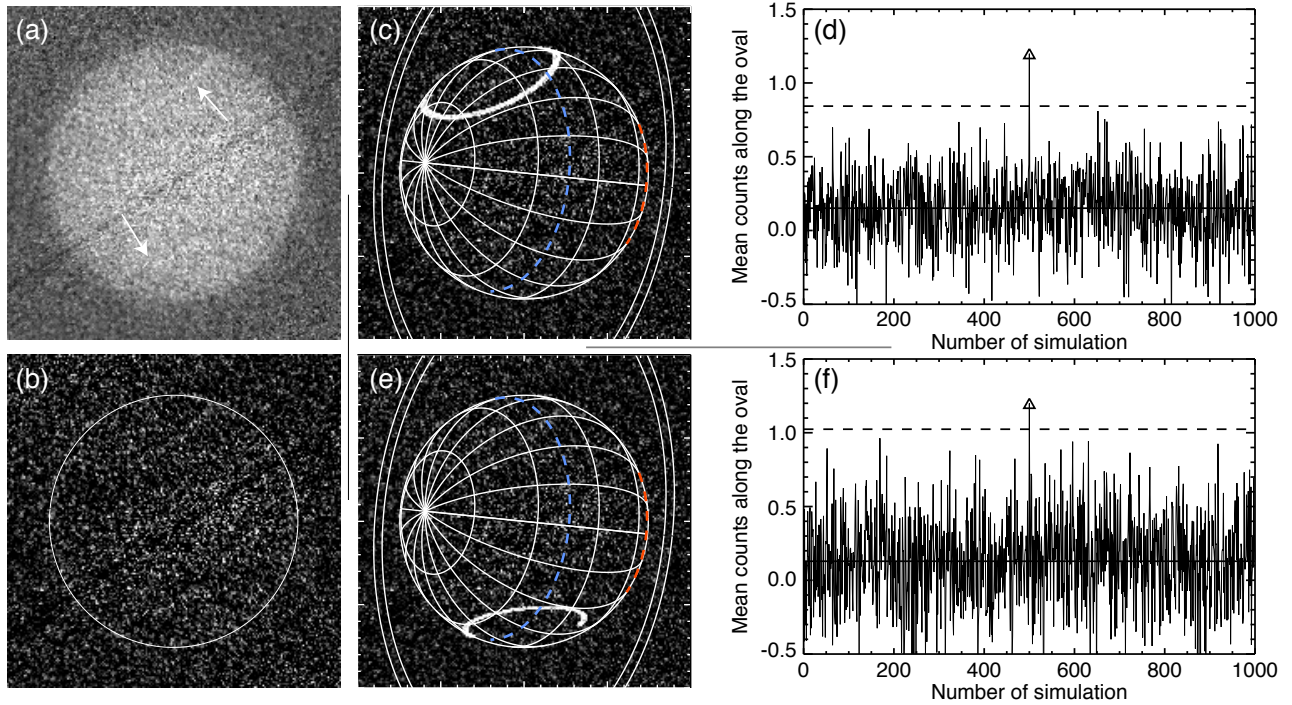 (a)
(b)
(c)
(e)
(d)
Mean counts along the oval
1.5
1.0
0.5
0.0
-0.5
0 200 400 600 800 1000
Number of simulation
(f)
Mean counts along the oval
1.5
1.0
0.5
0.0
-0.5
0 200 400 600 800 1000
Number of simulation